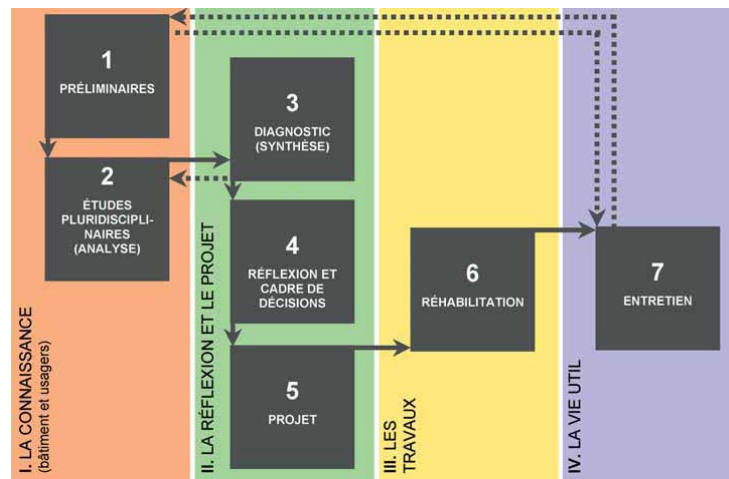 1
PRÉLIMINAIRES
2
ÉTUDES
PLURIDISCIPLI-
NAIRES
(ANALYSE)
I. LA CONNAISSANCE
(bâtiment et usagers)
3
DIAGNOSTIC
(SYNTHÈSE)
4
RÉFLEXION ET
CADRE DE
DÉCISIONS
5
PROJET
II. LA RÉFLEXION ET LE PROJET
6
RÉHABILITATION
III. LES
TRAVAUX
7
ENTRETIEN
IV. LA VIE UTIL